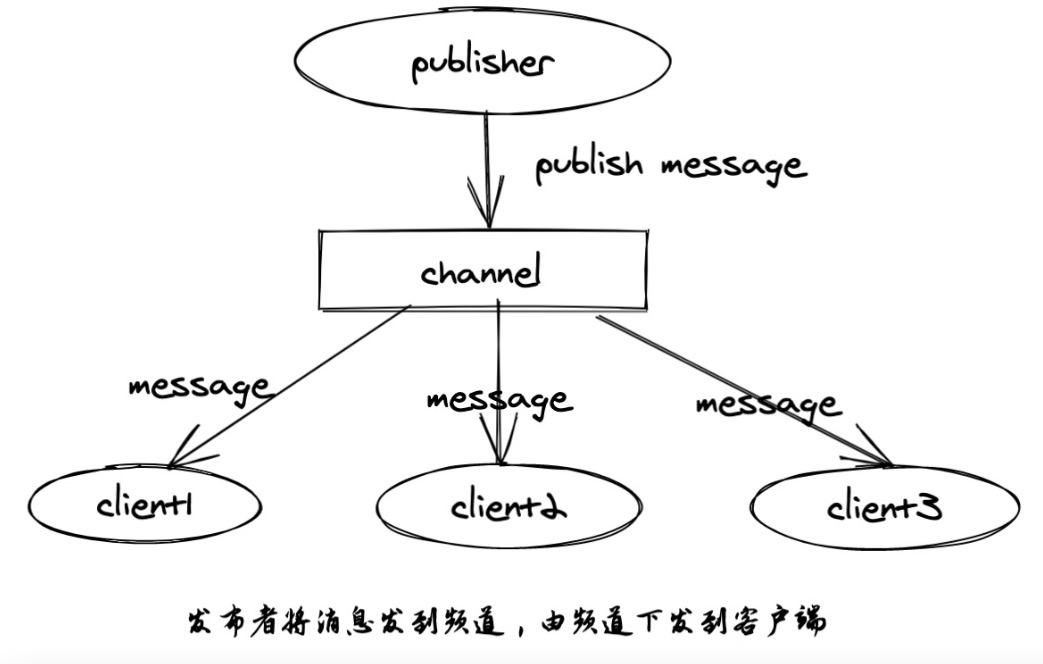 publisher
publish message
channel
message
message
message
client1
client2
client3
发布者将消息发到频道，由频道下发到客户端